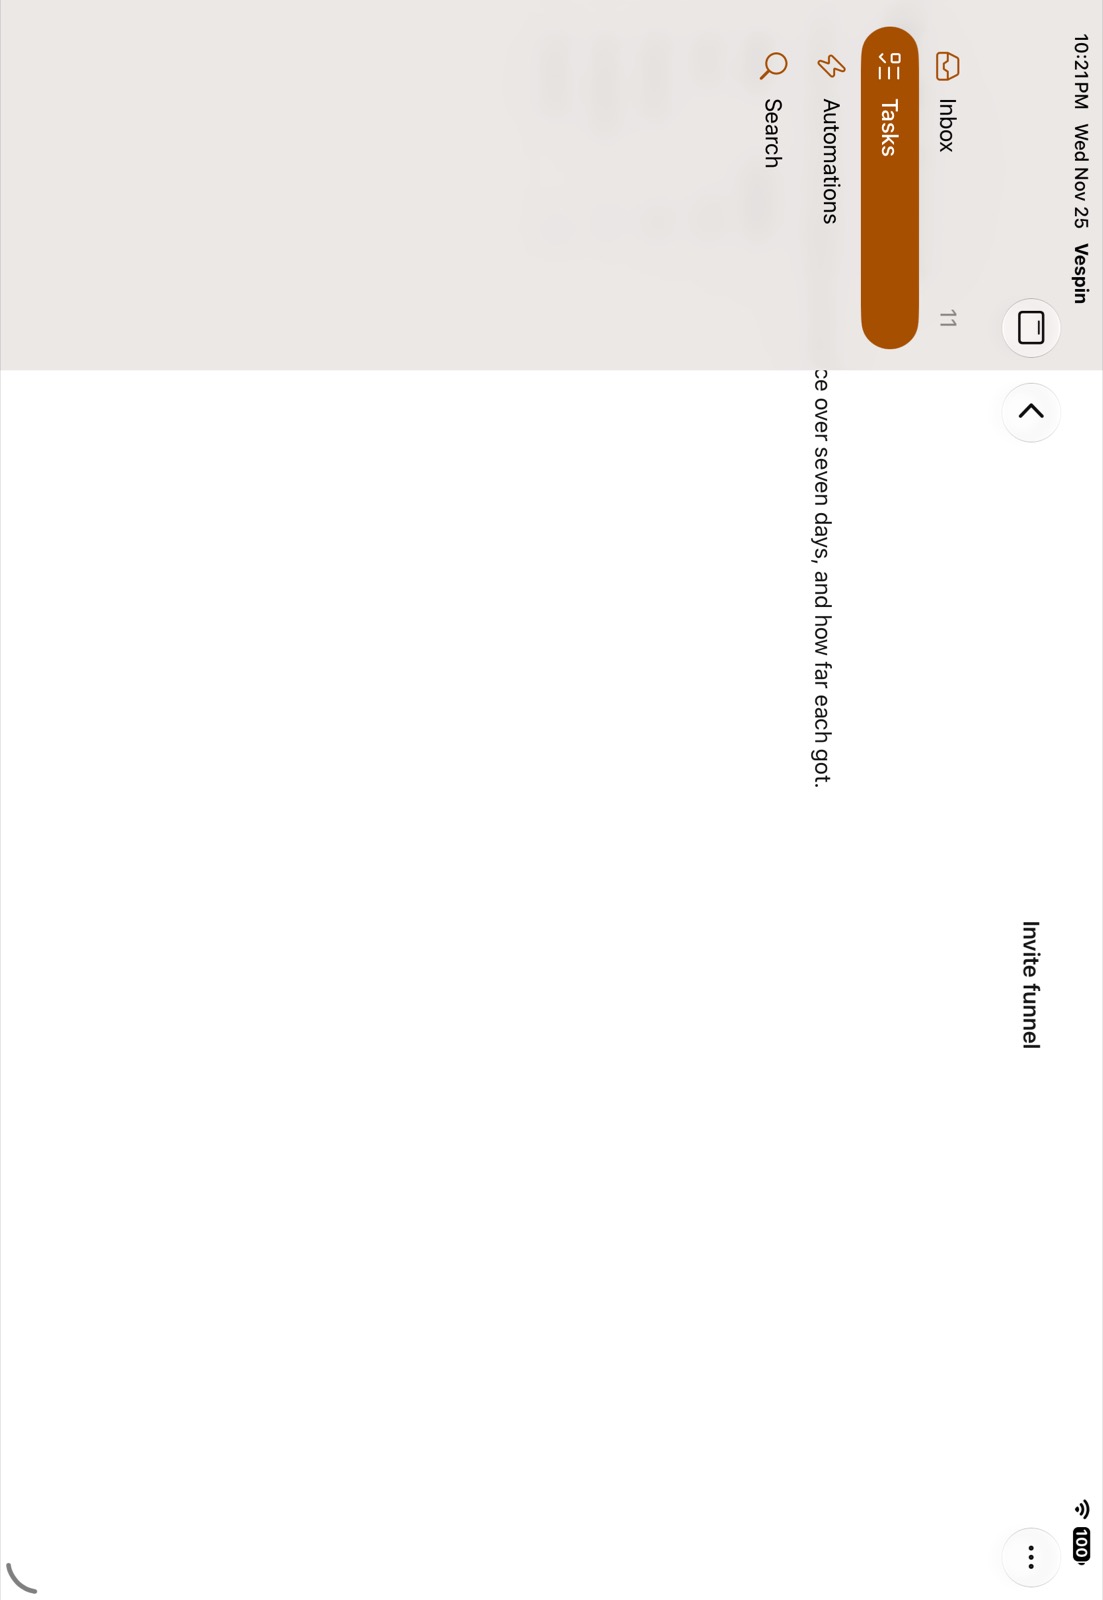 10:21 PM Wed Nov 25 Vespin
100
Invite funnel
Inbox 11
Tasks
Automations
Search
ce over seven days, and how far each got.